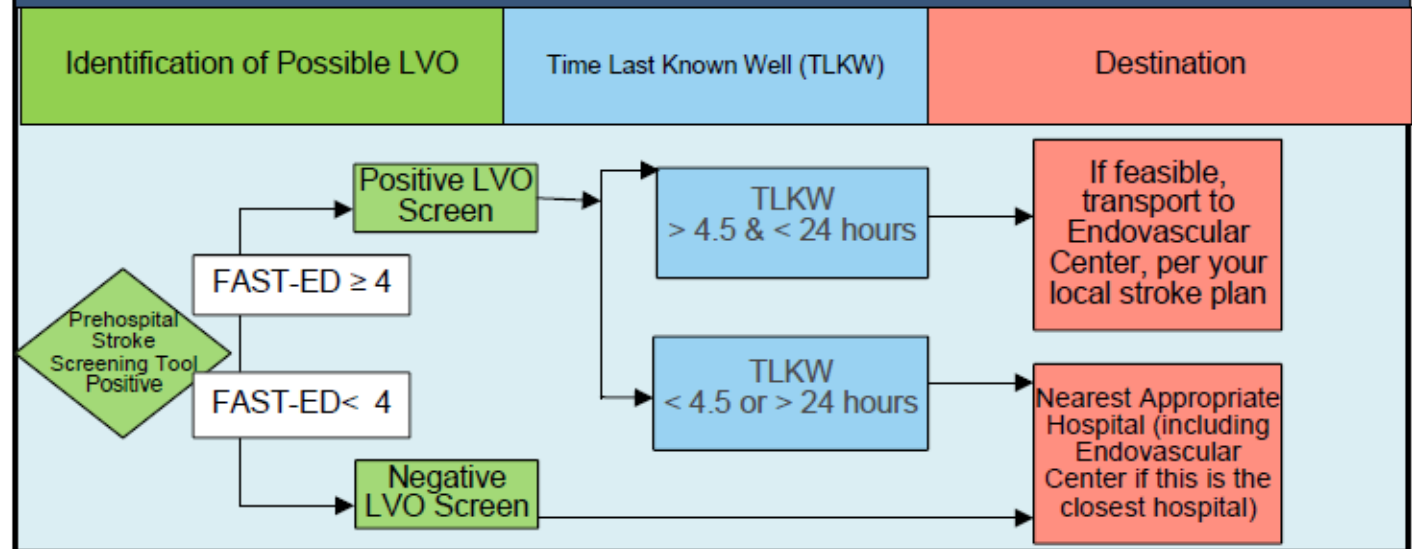 Identification of Possible LVO
Time Last Known Well (TLKW)
Destination
Positive LVO
Screen
TLKW
> 4.5 & < 24 hours
If feasible,
transport to
Endovascular
Center, per your
local stroke plan
FAST-ED ≥ 4
Prehospital
Stroke
Screening Tool
Positive
FAST-ED< 4
TLKW
< 4.5 or > 24 hours
Nearest Appropriate
Hospital (including
Endovascular
Center if this is the
closest hospital)
Negative
LVO Screen